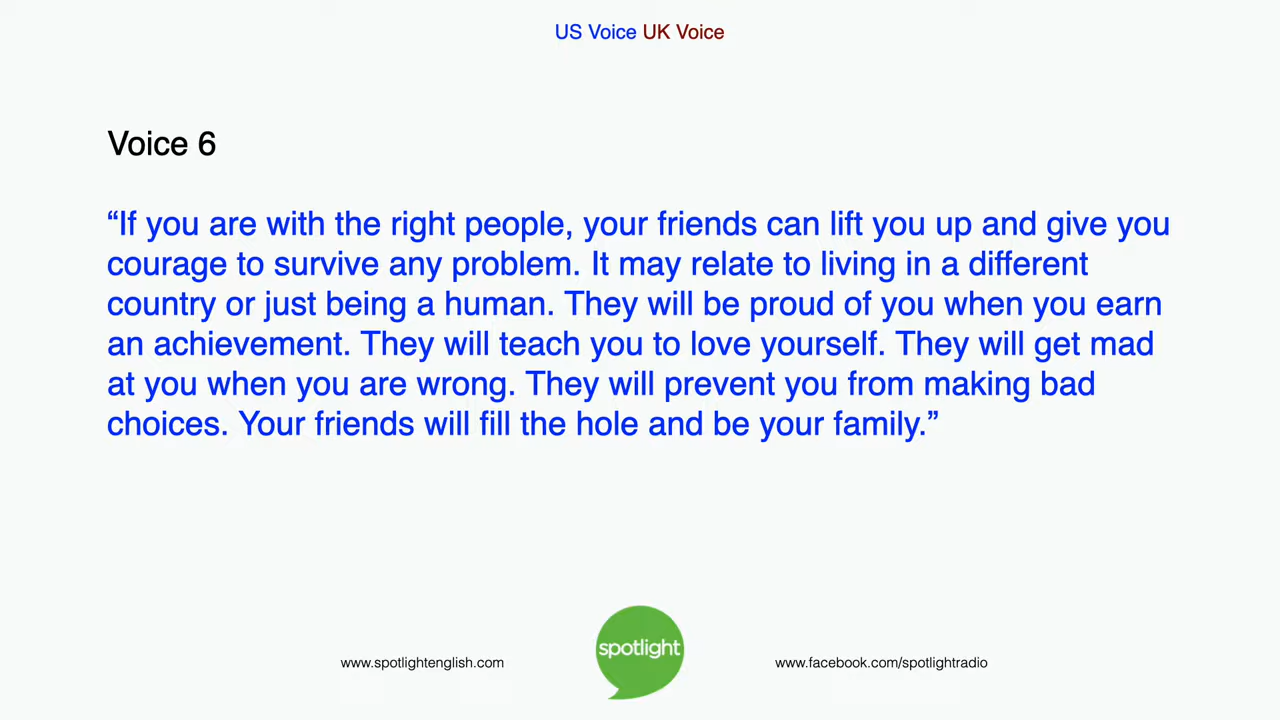 US Voice UK Voice
Voice 6
“If you are with the right people, your friends can lift you up and give you
courage to survive any problem. It may relate to living in a different
country or just being a human. They will be proud of you when you earn
an achievement. They will teach you to love yourself. They will get mad
at you when you are wrong. They will prevent you from making bad
choices. Your friends will fill the hole and be your family.”
www.spotlightenglish.com
spotlight
www.facebook.com/spotlightradio